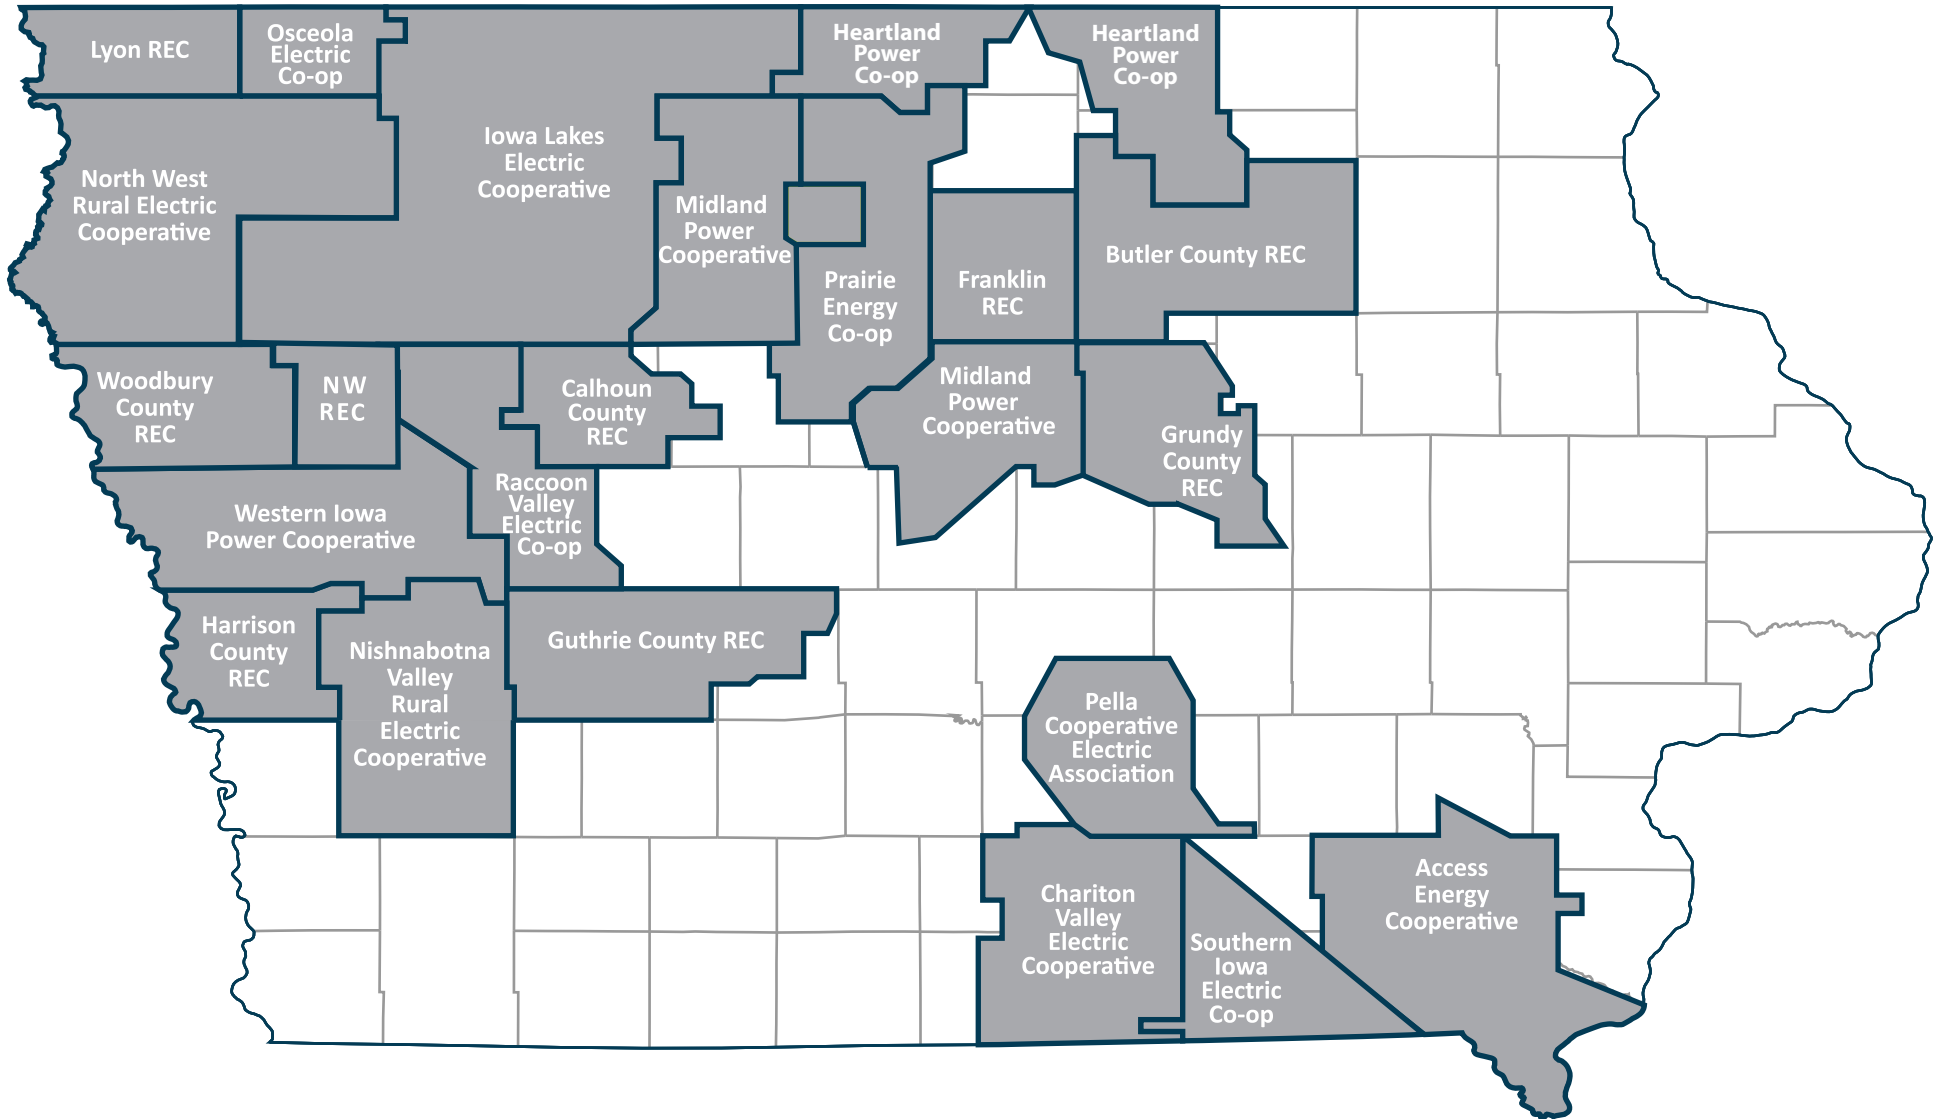 Lyon REC
Osceola
Electric
Co-op
Heartland
Power
Co-op
Heartland
Power
Co-op
Iowa Lakes
Electric
Cooperative
North West
Rural Electric
Cooperative
Midland
Power
Cooperative
Prairie
Energy
Co-op
Franklin
REC
Butler County REC
Woodbury
County
REC
NW
REC
Calhoun
County
REC
Midland
Power
Cooperative
Grundy
County
REC
Raccoon
Valley
Electric
Co-op
Western Iowa
Power Cooperative
Harrison
County
REC
Nishnabotna
Valley
Rural
Electric
Cooperative
Guthrie County REC
Pella
Cooperative
Electric
Association
Chariton
Valley
Electric
Cooperative
Southern
Iowa
Electric
Co-op
Access
Energy
Cooperative